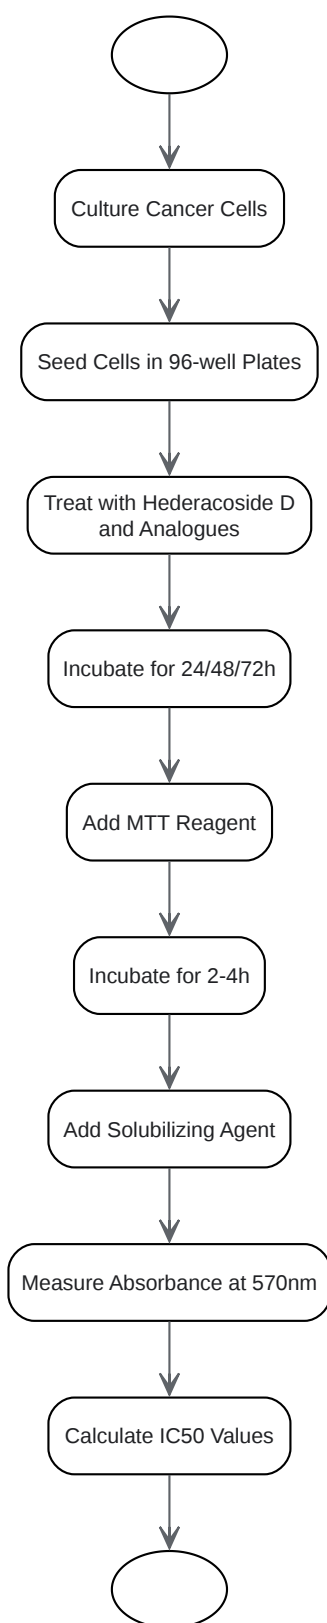 Culture Cancer Cells
Seed Cells in 96-well Plates
Treat with Hederacoside D
and Analogues
Incubate for 24/48/72h
Add MTT Reagent
Incubate for 2-4h
Add Solubilizing Agent
Measure Absorbance at 570nm
Calculate IC50 Values